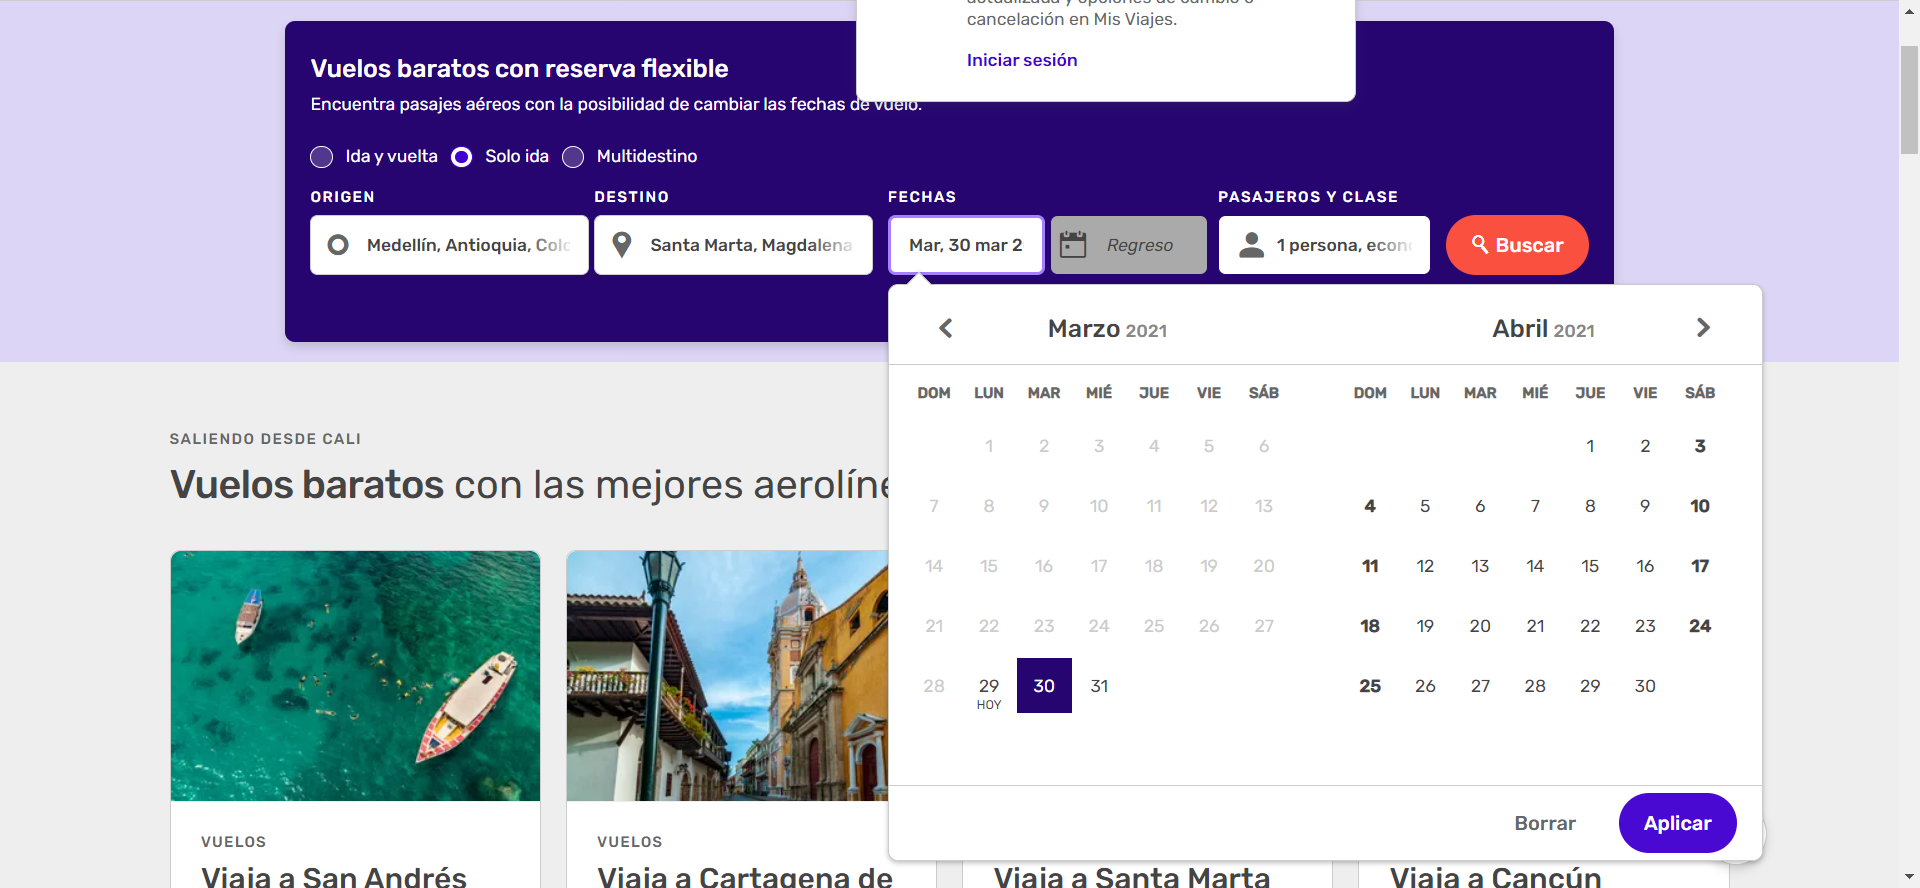 cancelación en Mis Viajes.
Iniciar sesión
Vuelos baratos con reserva flexible
Encuentra pasajes aéreos con la posibilidad de cambiar las fechas de vuelo.
Ida y vuelta Solo ida Multidestino
ORIGEN DESTINO FECHAS PASAJEROS Y CLASE
Medellín, Antioquia, Colo Santa Marta, Magdalena Mar, 30 mar 2 Regreso 1 persona, econ Buscar
Marzo 2021 Abril 2021
DOM LUN MAR MIÉ JUE VIE SÁB DOM LUN MAR MIÉ JUE VIE SÁB
1 2 3 4 5 6 1 2 3
7 8 9 10 11 12 13 4 5 6 7 8 9 10
14 15 16 17 18 19 20 11 12 13 14 15 16 17
21 22 23 24 25 26 27 18 19 20 21 22 23 24
28 29 30 31 25 26 27 28 29 30
HOY
Borrar Aplicar
SALIENDO DESDE CALI
Vuelos baratos con las mejores aerolíne
VUELOS VUELOS
Viaja a San Andrés Viaja a Cartagena de Viaja a Santa Marta Viaja a Cancún